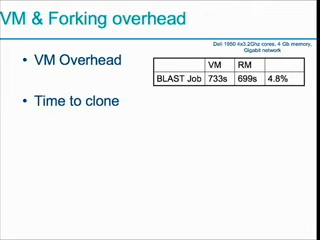 VM & Forking overhead
Dell 1950 4x3.2Ghz cores, 4 Gb memory,
Gigabit network
• VM Overhead
VM RM
BLAST Job 733s 699s 4.8%
• Time to clone